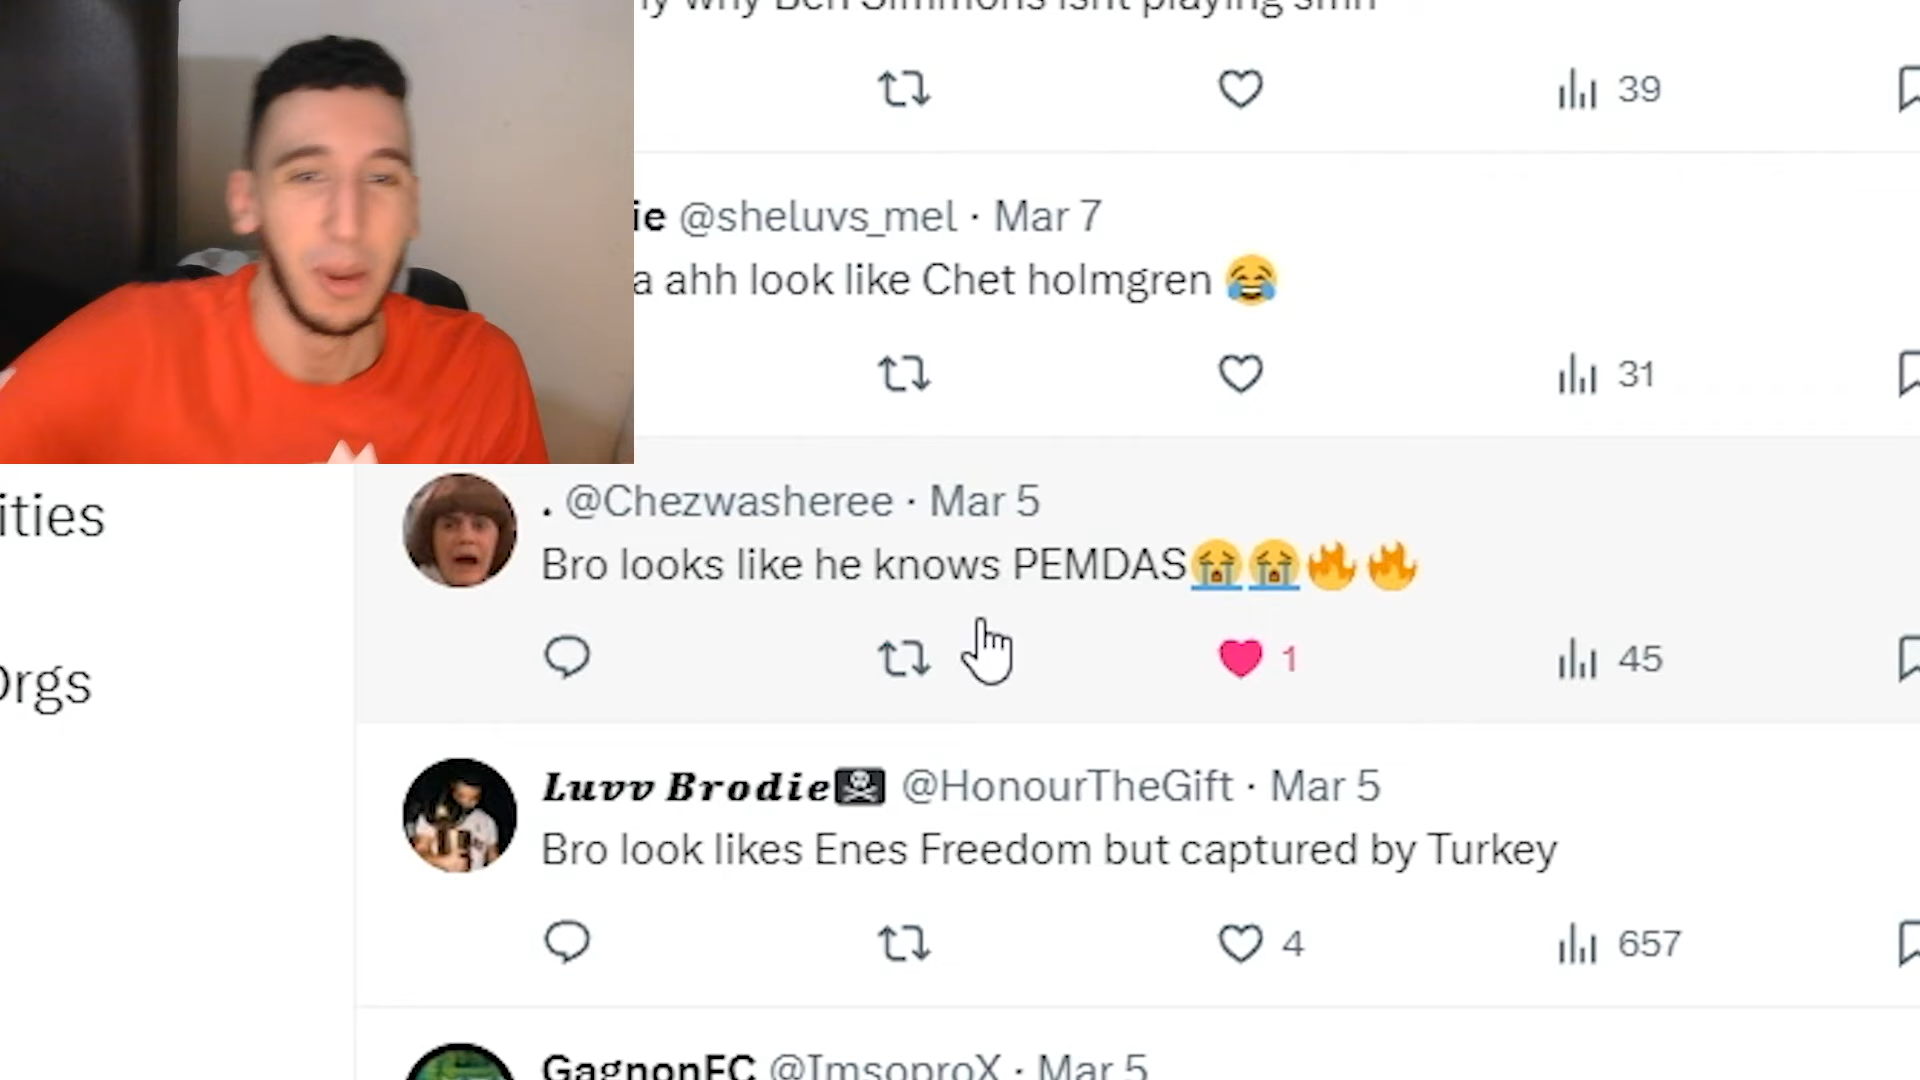 why Ben Simmons isnt playing smh
39
ie @sheluvs_mel · Mar 7
a ahh look like Chet holmgren 😂
31
. @Chezwasheree · Mar 5
Bro looks like he knows PEMDAS😭😭🔥🔥
1
45
ities
Orgs
Luvv Brodie🏴‍☠️ @HonourTheGift · Mar 5
Bro look likes Enes Freedom but captured by Turkey
4
657
GagnonFC @ImsoproX · Mar 5